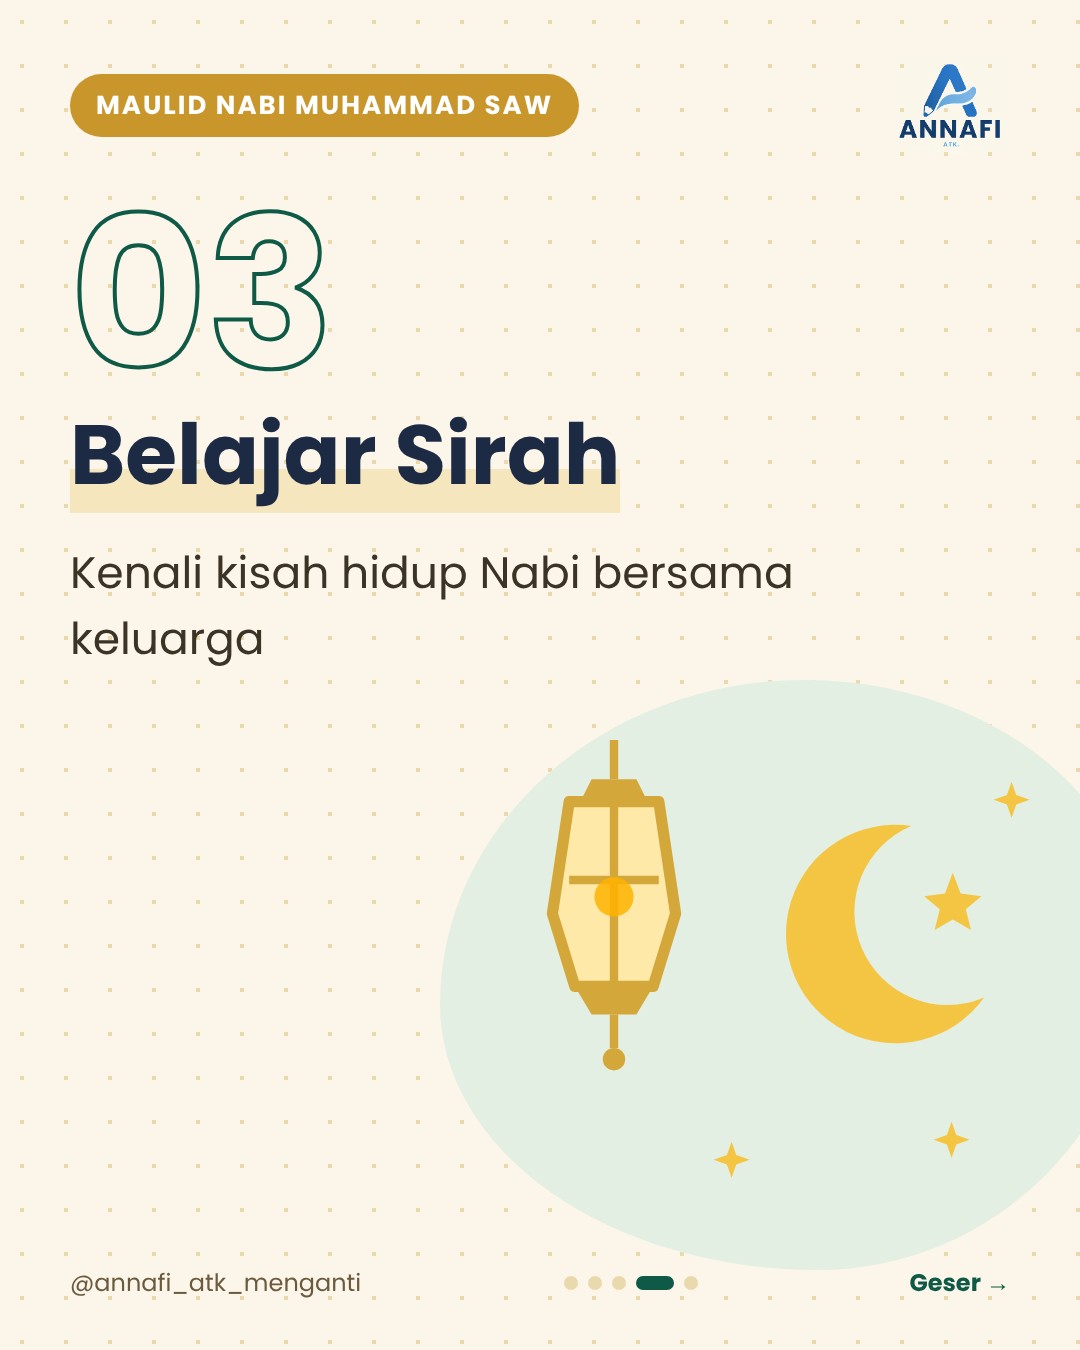 MAULID NABI MUHAMMAD SAW
ANNAFI
ATK.
03
Belajar Sirah
Kenali kisah hidup Nabi bersama
keluarga
@annafi_atk_menganti
Geser →